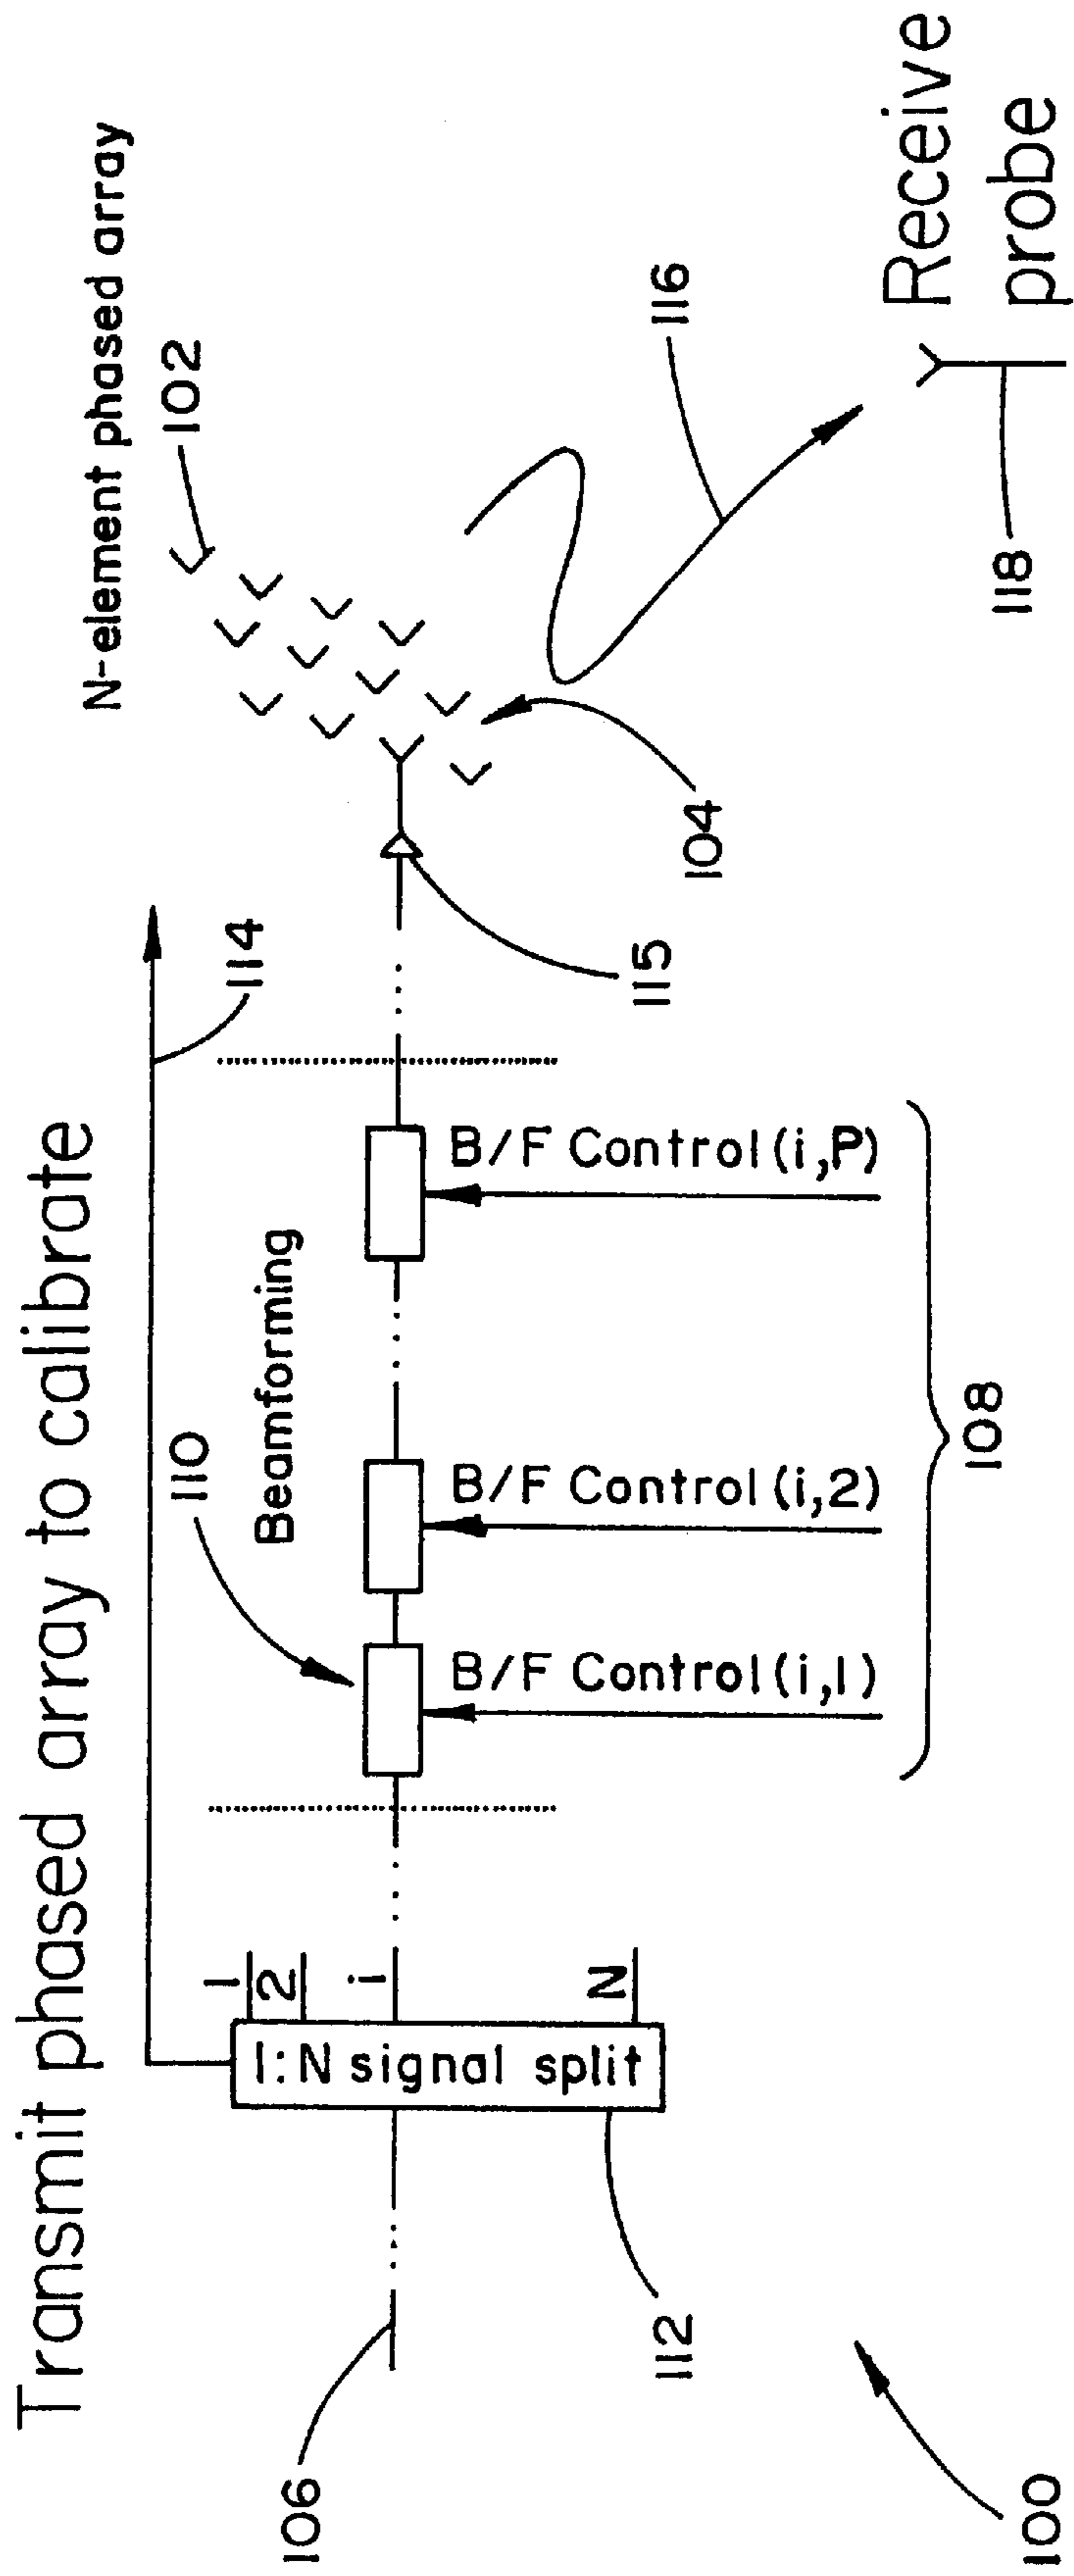 Transmit phased array to calibrate
N-element phased array
102
114
110
Beamforming
1
2
i
N
1:N signal split
106
112
100
B/F Control (i,1)
B/F Control (i,2)
B/F Control (i,P)
108
115
104
116
118
Receive
probe